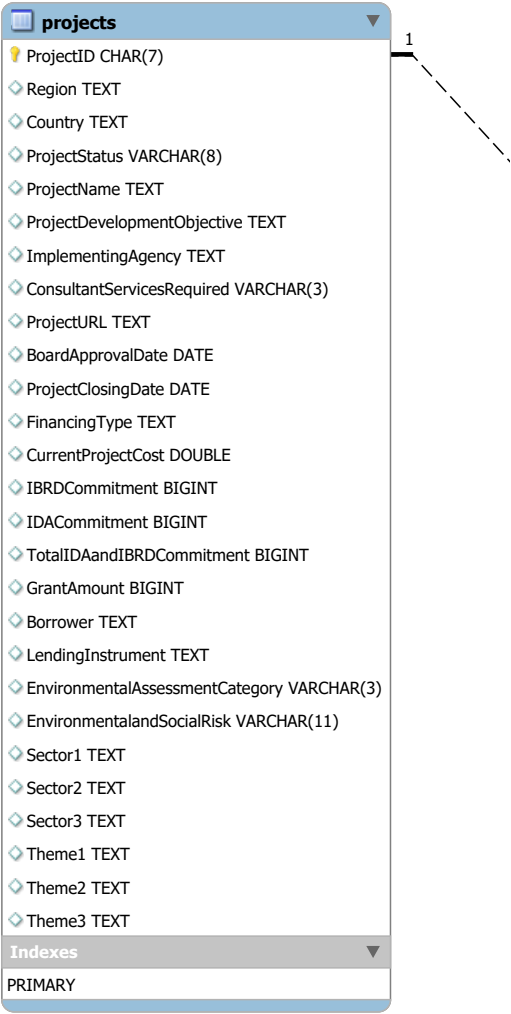 projects
1
ProjectID CHAR(7)
Region TEXT
Country TEXT
ProjectStatus VARCHAR(8)
ProjectName TEXT
ProjectDevelopmentObjective TEXT
ImplementingAgency TEXT
ConsultantServicesRequired VARCHAR(3)
ProjectURL TEXT
BoardApprovalDate DATE
ProjectClosingDate DATE
FinancingType TEXT
CurrentProjectCost DOUBLE
IBRDCommitment BIGINT
IDACommitment BIGINT
TotalIDAandIBRDCommitment BIGINT
GrantAmount BIGINT
Borrower TEXT
LendingInstrument TEXT
EnvironmentalAssessmentCategory VARCHAR(3)
EnvironmentalandSocialRisk VARCHAR(11)
Sector1 TEXT
Sector2 TEXT
Sector3 TEXT
Theme1 TEXT
Theme2 TEXT
Theme3 TEXT
Indexes
PRIMARY